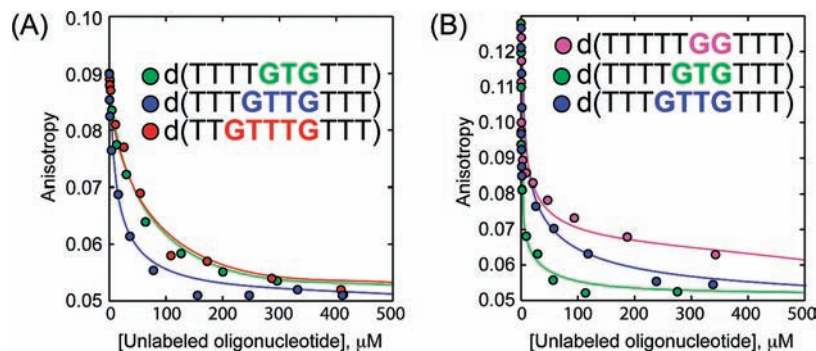 (A)
0.10
0.09
0.08
0.07
0.06
0.05
Anisotropy
d(TTTTGTGTTT)
d(TTTGTTGTTT)
d(TTGTTTGTTT)
0 100 200 300 400 500
[Unlabeled oligonucleotide], μM
(B)
0.12
0.11
0.10
0.09
0.08
0.07
0.06
0.05
Anisotropy
d(TTTTTGGTTT)
d(TTTTGTGTTT)
d(TTTGTTGTTT)
0 100 200 300 400 500
[Unlabeled oligonucleotide], μM